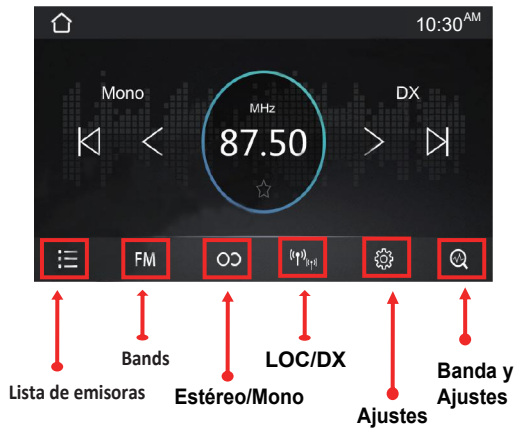 10:30AM
Mono
MHz
DX
87.50
FM
Bands
LOC/DX
Lista de emisoras
Estéreo/Mono
Banda y
Ajustes
Ajustes